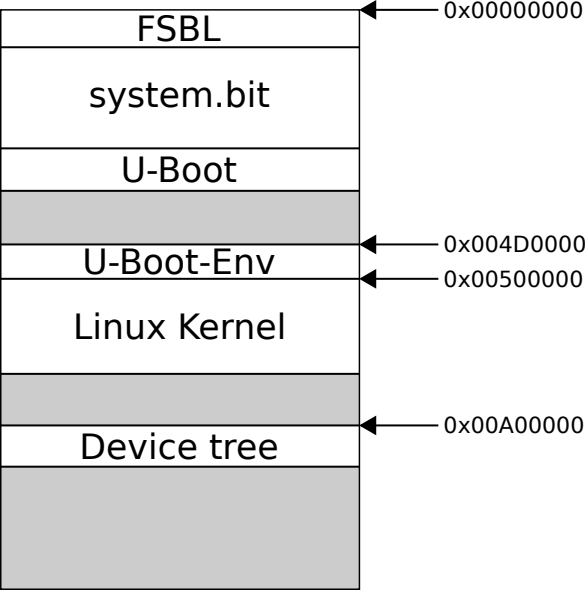 FSBL
0x00000000
system.bit
U-Boot
0x004D0000
U-Boot-Env
0x00500000
Linux Kernel
0x00A00000
Device tree